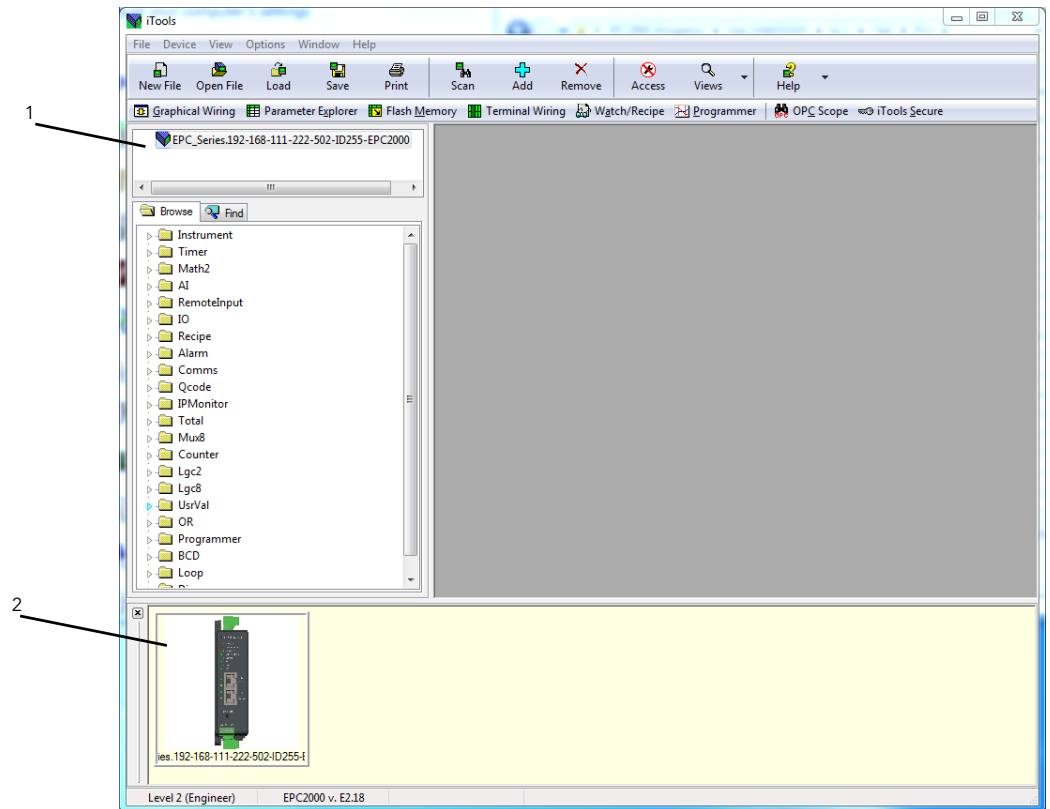 iTools
File Device View Options Window Help
New File Open File Load Save Print Scan Add Remove Access Views Help
Graphical Wiring Parameter Explorer Flash Memory Terminal Wiring Watch/Recipe Programmer OPC Scope iTools Secure
1
EPC_Series.192-168-111-222-502-ID255-EPC2000
Browse Find
Instrument
Timer
Math2
AI
RemoteInput
IO
Recipe
Alarm
Comms
Qcode
IPMonitor
Total
Mux8
Counter
Lgc2
Lgc8
UsrVal
OR
Programmer
BCD
Loop
2
ies.192-168-111-222-502-ID255-E
Level 2 (Engineer) EPC2000 v. E2.18